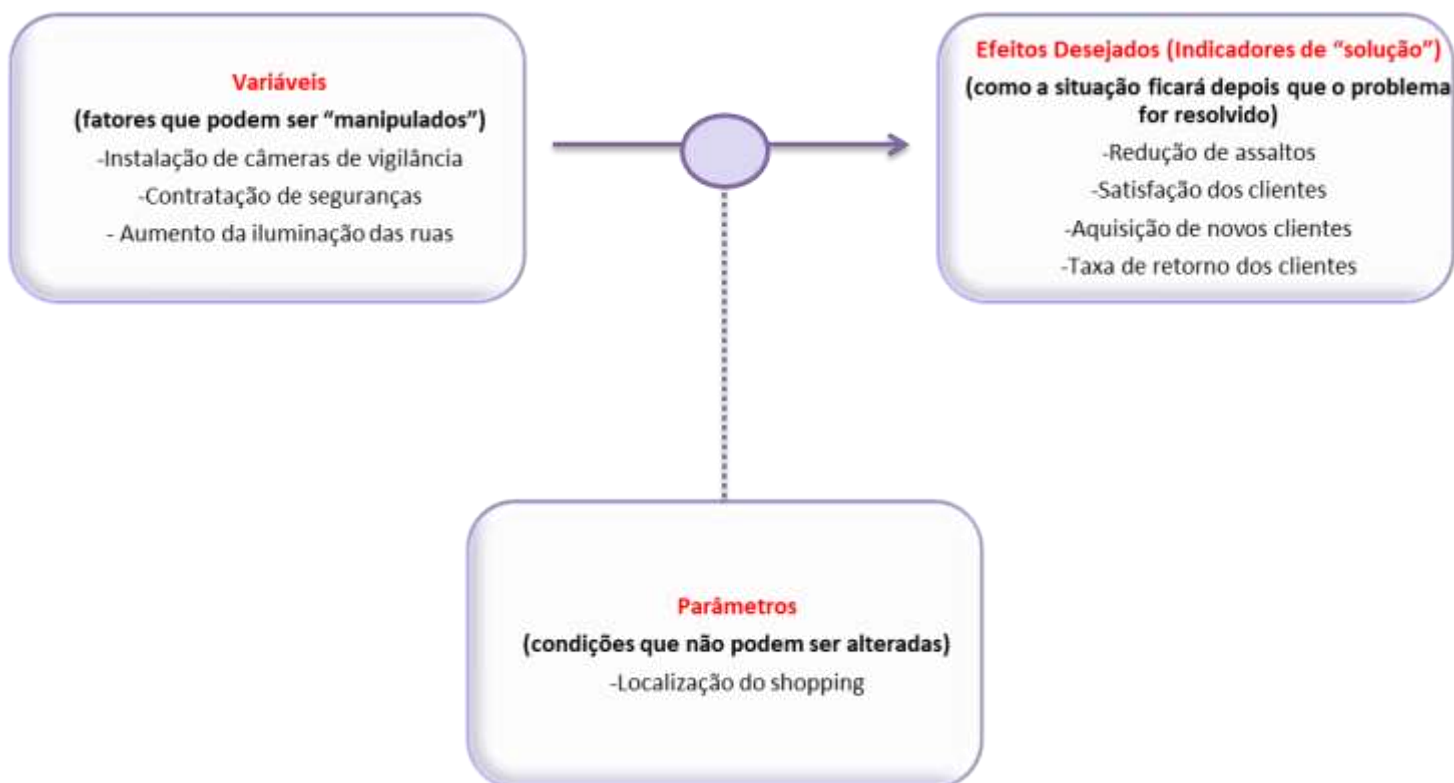 Variáveis
(fatores que podem ser “manipulados”)
-Instalação de câmeras de vigilância
-Contratação de seguranças
- Aumento da iluminação das ruas
Efeitos Desejados (Indicadores de “solução”)
(como a situação ficará depois que o problema
for resolvido)
-Redução de assaltos
-Satisfação dos clientes
-Aquisição de novos clientes
-Taxa de retorno dos clientes
Parâmetros
(condições que não podem ser alteradas)
-Localização do shopping